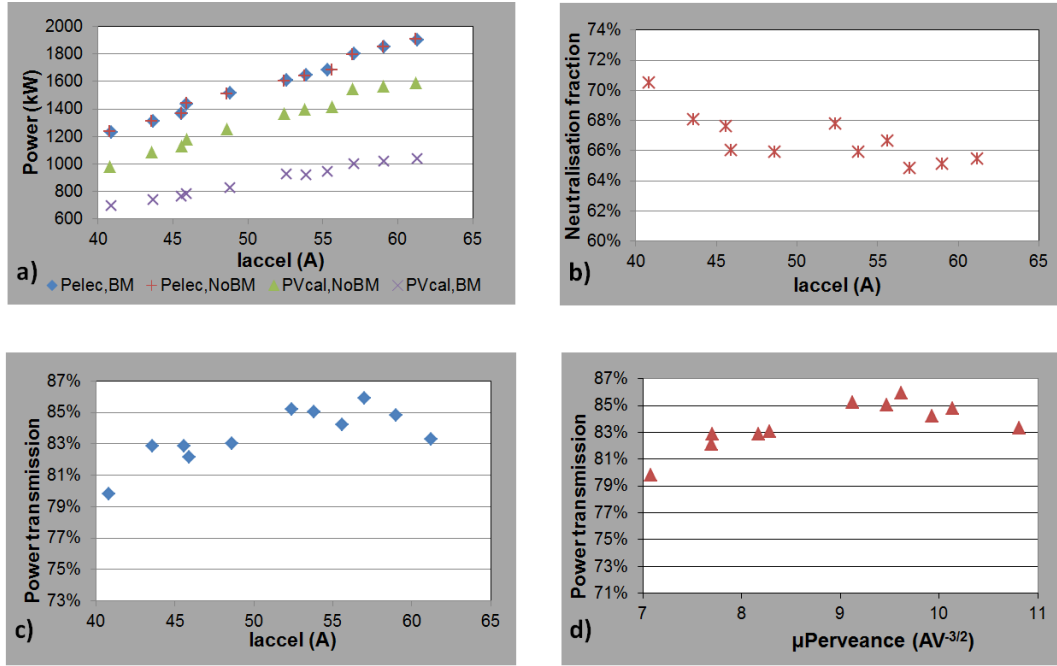 2000
1800
1600
1400
1200
1000
800
600
Power (kW)
40 45 50 55 60 65
Iaccel (A)
a)
Pelec,BM Pelec,NoBM PVcal,NoBM PVcal,BM
74%
72%
70%
68%
66%
64%
62%
60%
Neutralisation fraction
40 45 50 55 60 65
Iaccel (A)
b)
87%
85%
83%
81%
79%
77%
75%
73%
Power transmission
40 45 50 55 60 65
Iaccel (A)
c)
87%
85%
83%
81%
79%
77%
75%
73%
71%
Power transmission
7 8 9 10 11
µPerveance (AV-3/2)
d)